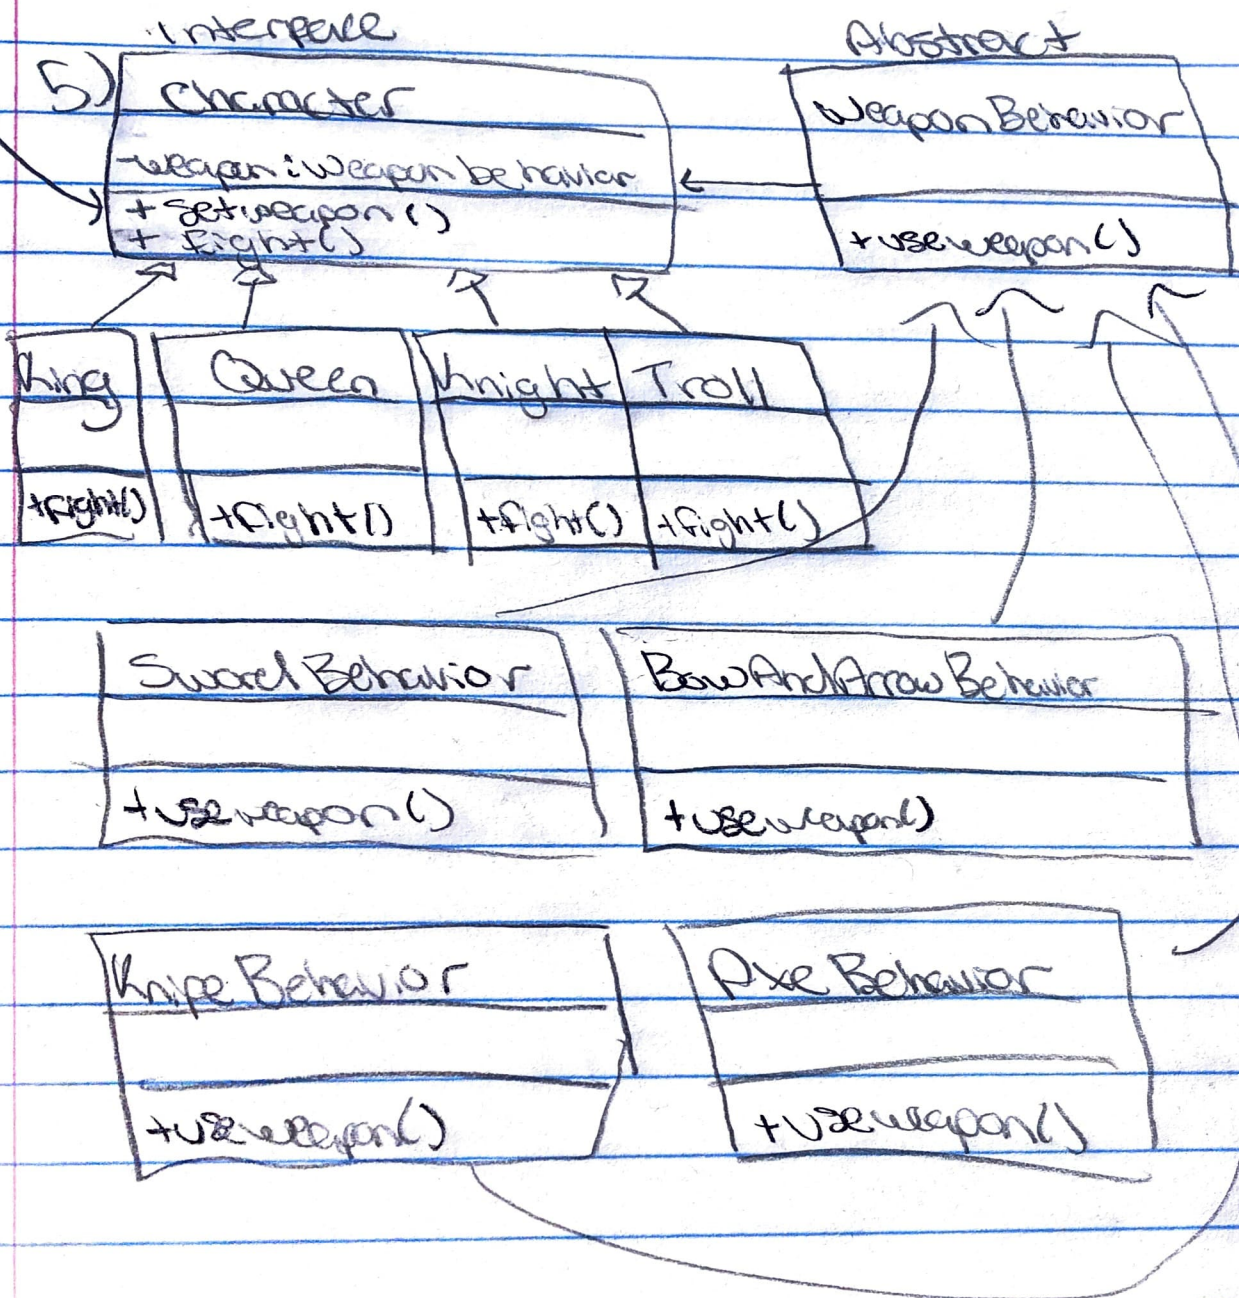 Interface
Abstract
5)
Character
-weapon: Weaponbehavior
+ setweapon()
+ fight()
WeaponBehavior
+useweapon()
King
Queen
Knight
Troll
+fight()
+fight()
+fight()
+fight()
SwordBehavior
BowAndArrowBehavior
+useweapon()
+useweapon()
KnifeBehavior
AxeBehavior
+useweapon()
+useweapon()